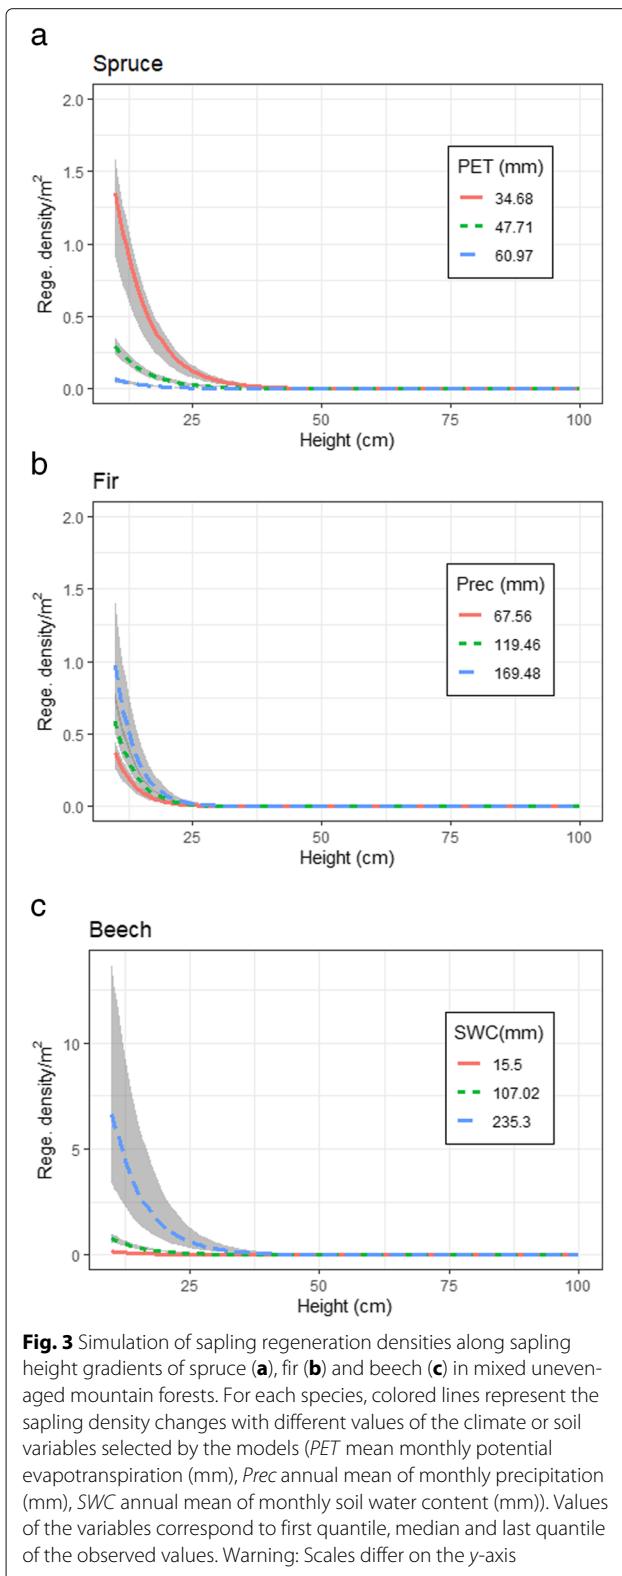 a
Spruce
2.0
1.5
1.0
0.5
0.0
Rege. density/m²
PET (mm)
34.68
47.71
60.97
25 50 75 100
Height (cm)
b
Fir
2.0
1.5
1.0
0.5
0.0
Rege. density/m²
Prec (mm)
67.56
119.46
169.48
25 50 75 100
Height (cm)
c
Beech
10
5
0
Rege. density/m²
SWC(mm)
15.5
107.02
235.3
25 50 75 100
Height (cm)
Fig. 3 Simulation of sapling regeneration densities along sapling
height gradients of spruce (a), fir (b) and beech (c) in mixed uneven-
aged mountain forests. For each species, colored lines represent the
sapling density changes with different values of the climate or soil
variables selected by the models (PET mean monthly potential
evapotranspiration (mm), Prec annual mean of monthly precipitation
(mm), SWC annual mean of monthly soil water content (mm)). Values
of the variables correspond to first quantile, median and last quantile
of the observed values. Warning: Scales differ on the y-axis